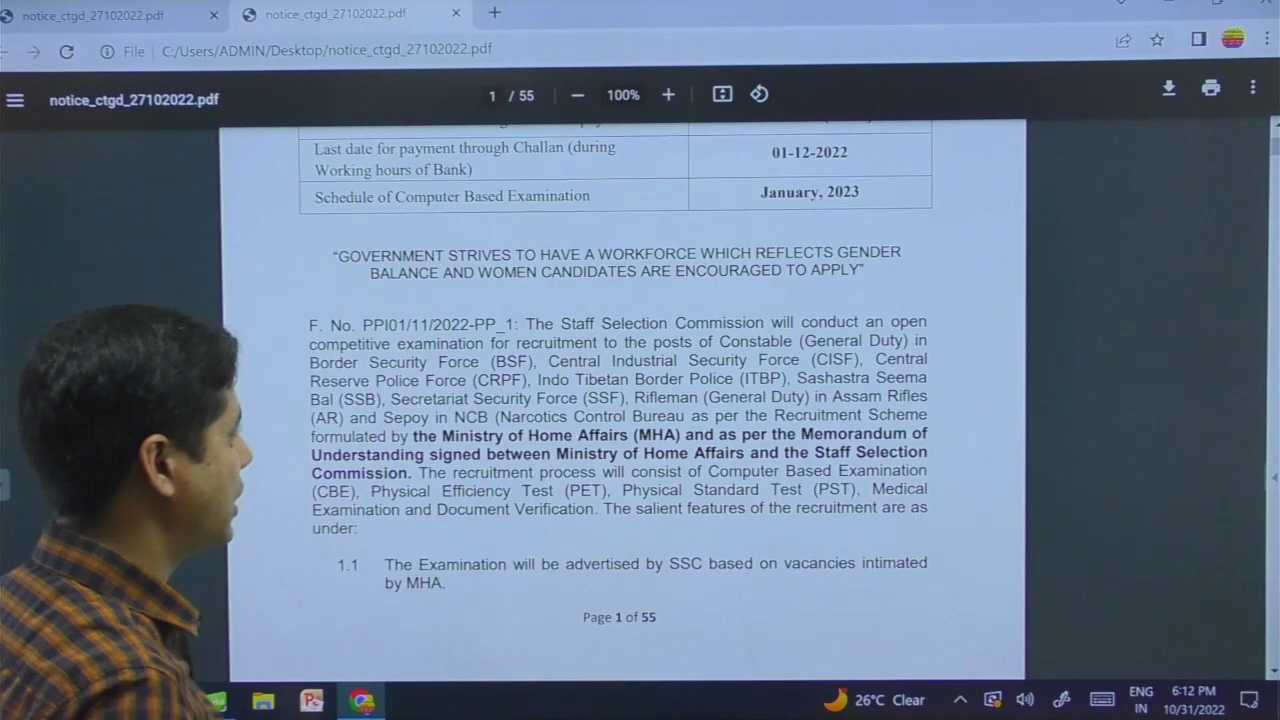 notice_ctgd_27102022.pdf
notice_ctgd_27102022.pdf
File C:/Users/ADMIN/Desktop/notice_ctgd_27102022.pdf
notice_ctgd_27102022.pdf
1 / 55
100%
Last date for payment through Challan (during
Working hours of Bank)
01-12-2022
Schedule of Computer Based Examination
January, 2023
“GOVERNMENT STRIVES TO HAVE A WORKFORCE WHICH REFLECTS GENDER
BALANCE AND WOMEN CANDIDATES ARE ENCOURAGED TO APPLY”
F. No. PPI01/11/2022-PP_1: The Staff Selection Commission will conduct an open
competitive examination for recruitment to the posts of Constable (General Duty) in
Border Security Force (BSF), Central Industrial Security Force (CISF), Central
Reserve Police Force (CRPF), Indo Tibetan Border Police (ITBP), Sashastra Seema
Bal (SSB), Secretariat Security Force (SSF), Rifleman (General Duty) in Assam Rifles
(AR) and Sepoy in NCB (Narcotics Control Bureau as per the Recruitment Scheme
formulated by the Ministry of Home Affairs (MHA) and as per the Memorandum of
Understanding signed between Ministry of Home Affairs and the Staff Selection
Commission. The recruitment process will consist of Computer Based Examination
(CBE), Physical Efficiency Test (PET), Physical Standard Test (PST), Medical
Examination and Document Verification. The salient features of the recruitment are as
under:
1.1 The Examination will be advertised by SSC based on vacancies intimated
by MHA.
Page 1 of 55
26°C Clear
ENG
IN
6:12 PM
10/31/2022